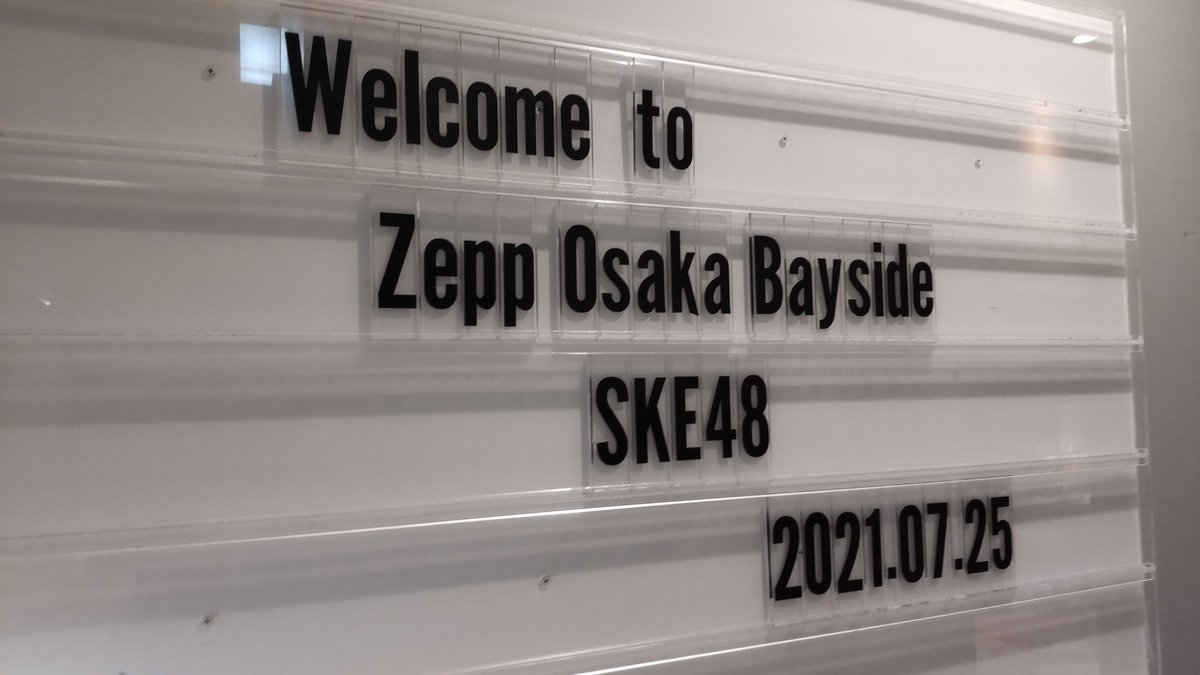 Welcome to
Zepp Osaka Bayside
SKE48
2021.07.25